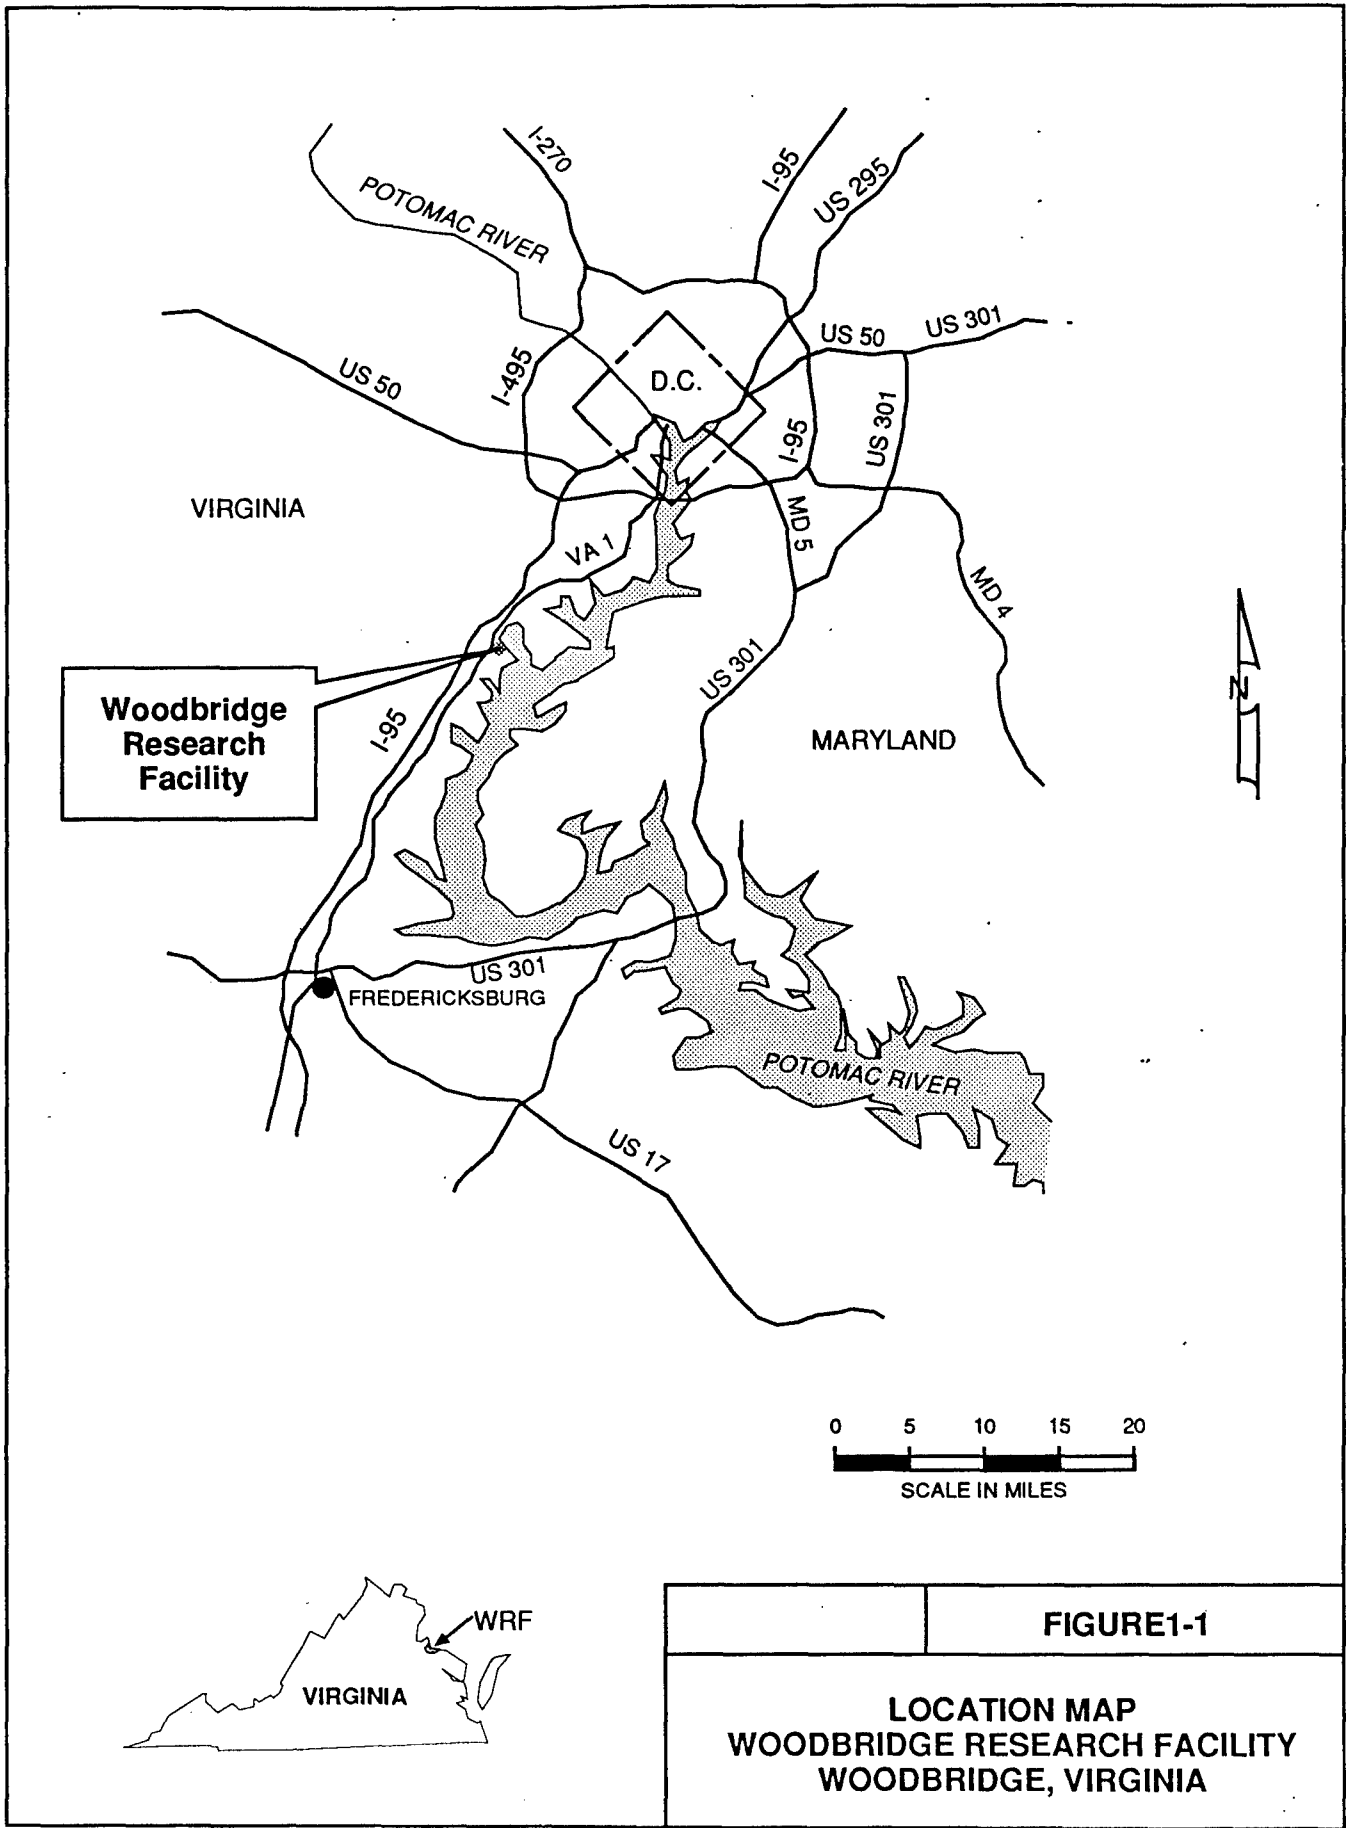 I-270
I-95
US 295
POTOMAC RIVER
US 50
US 301
US 50
I-495
D.C.
US 301
I-95
VIRGINIA
MD 5
VA 1
MD 4
US 301
N
Woodbridge
Research
Facility
I-95
MARYLAND
US 301
FREDERICKSBURG
POTOMAC RIVER
US 17
0 5 10 15 20
SCALE IN MILES
WRF
VIRGINIA
FIGURE1-1
LOCATION MAP
WOODBRIDGE RESEARCH FACILITY
WOODBRIDGE, VIRGINIA